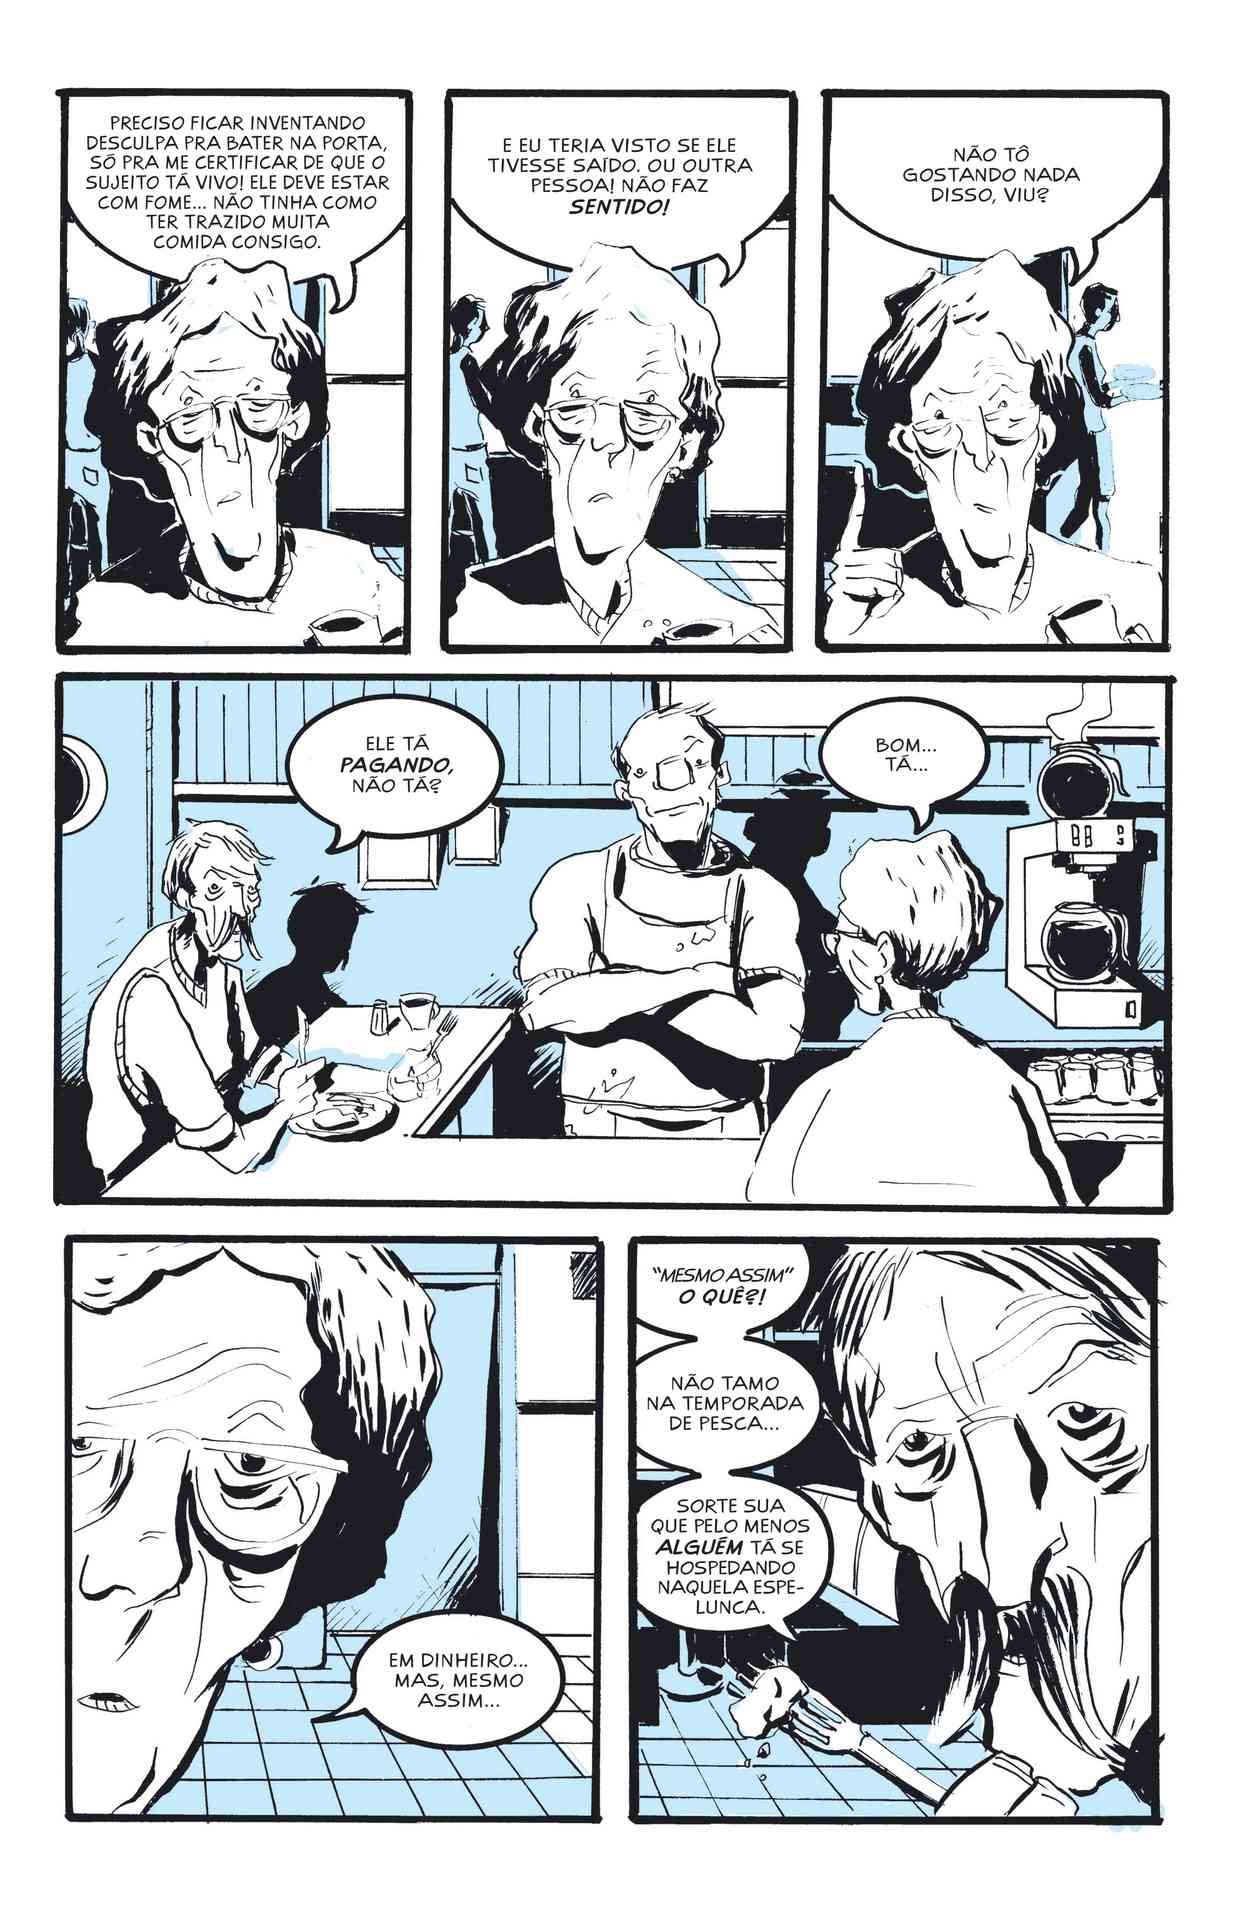 PRECISO FICAR INVENTANDO
DESCULPA PRA BATER NA PORTA,
SÓ PRA ME CERTIFICAR DE QUE O
SUJEITO TÁ VIVO! ELE DEVE ESTAR
COM FOME... NÃO TINHA COMO
TER TRAZIDO MUITA
COMIDA CONSIGO.
E EU TERIA VISTO SE ELE
TIVESSE SAÍDO. OU OUTRA
PESSOA! NÃO FAZ
SENTIDO!
NÃO TÔ
GOSTANDO NADA
DISSO, VIU?
ELE TÁ
PAGANDO,
NÃO TÁ?
BOM...
TÁ...
EM DINHEIRO...
MAS, MESMO
ASSIM...
"MESMO ASSIM"
O QUÊ?!
NÃO TAMO
NA TEMPORADA
DE PESCA...
SORTE SUA
QUE PELO MENOS
ALGUÉM TÁ SE
HOSPEDANDO
NAQUELA ESPE-
LUNCA.